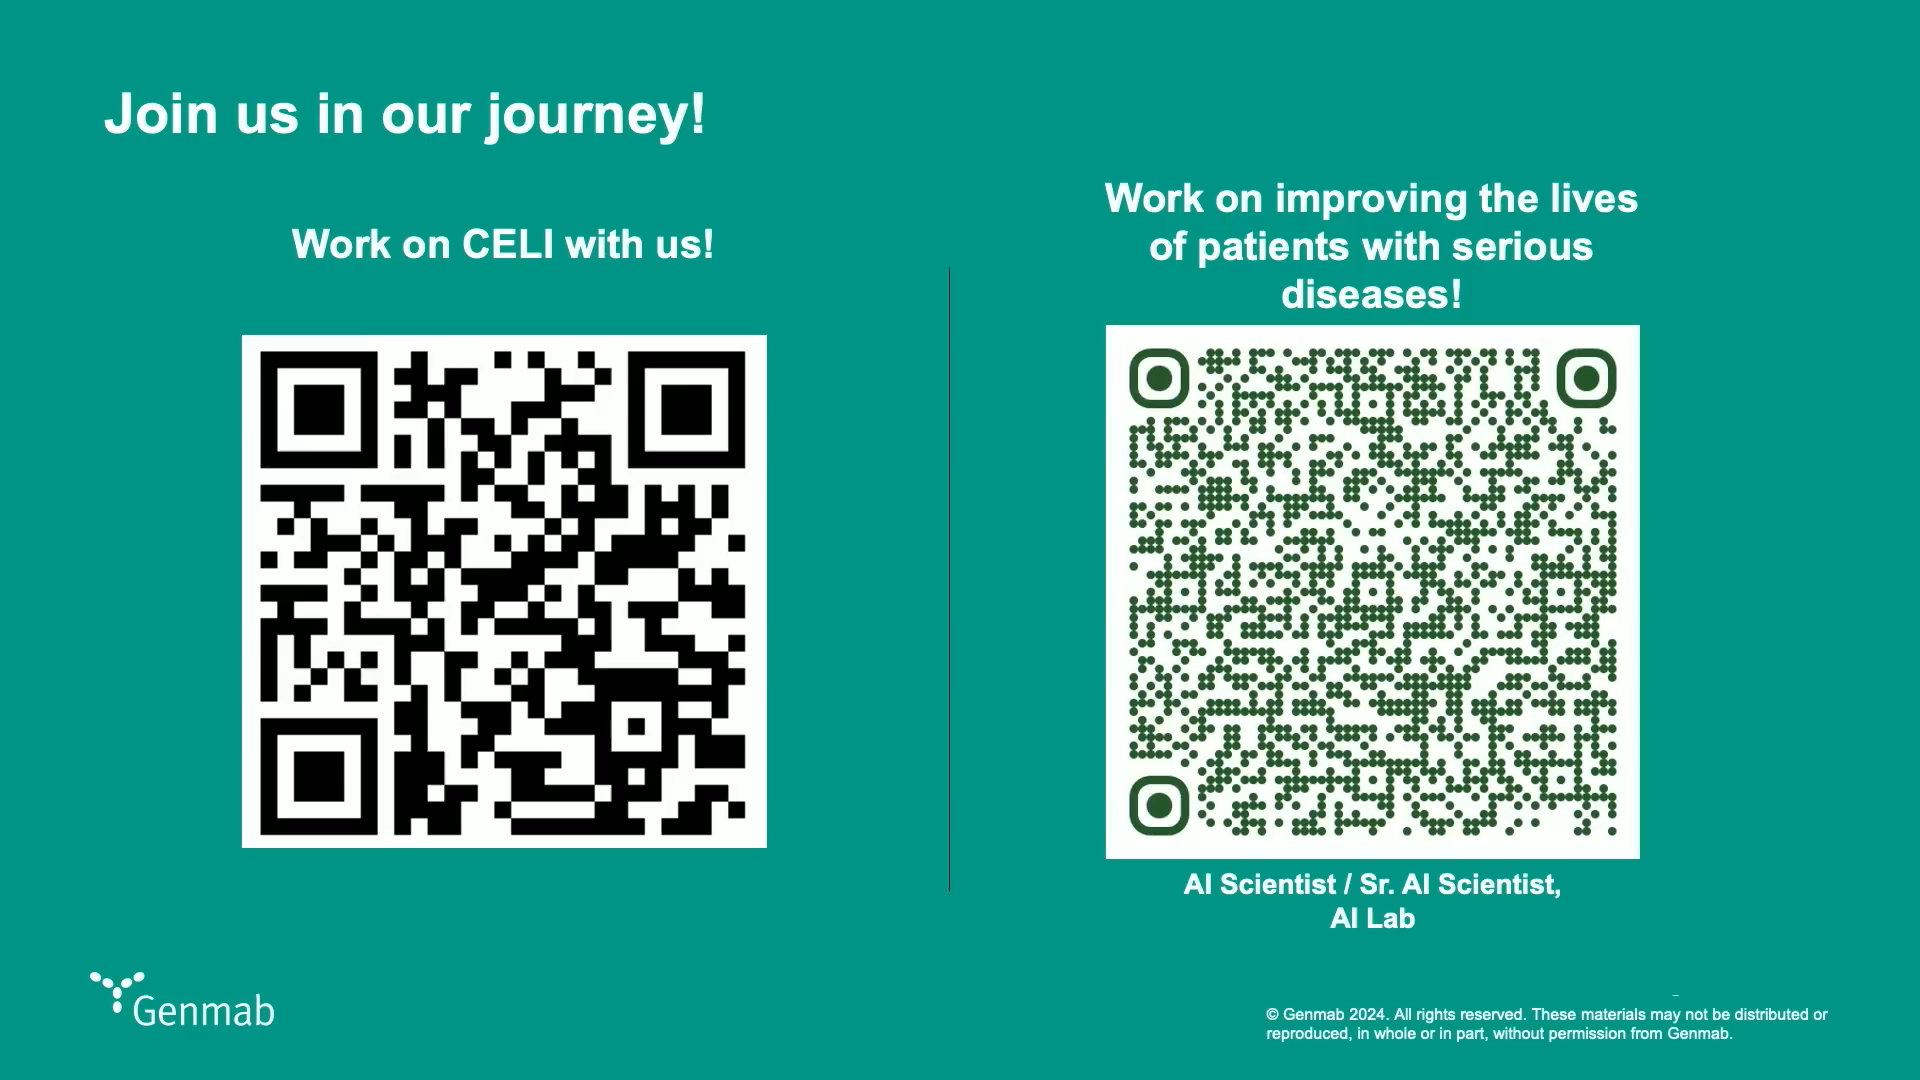 Join us in our journey!
Work on CELI with us!
Work on improving the lives
of patients with serious
diseases!
AI Scientist / Sr. AI Scientist,
AI Lab
Genmab
© Genmab 2024. All rights reserved. These materials may not be distributed or
reproduced, in whole or in part, without permission from Genmab.